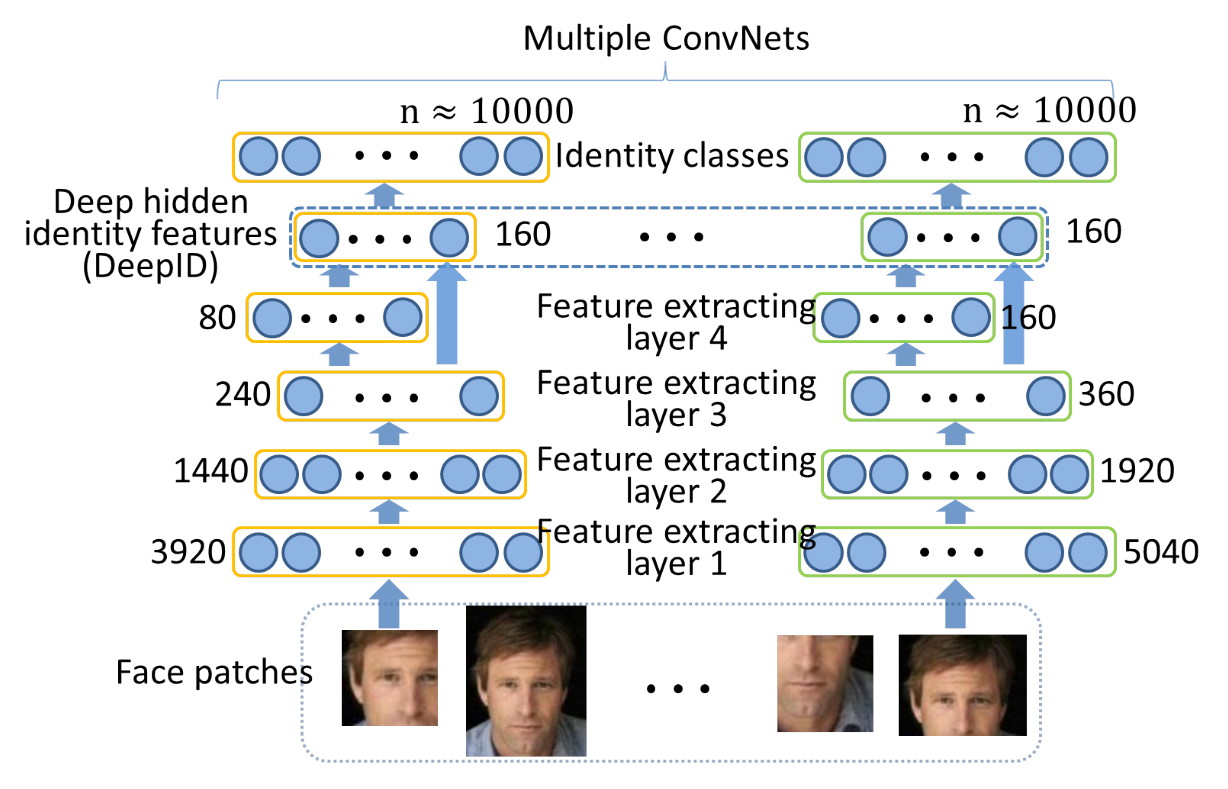 Multiple ConvNets
n ≈ 10000
n ≈ 10000
Identity classes
Deep hidden
identity features
(DeepID)
160
• • •
160
80
Feature extracting
layer 4
160
240
Feature extracting
layer 3
360
1440
Feature extracting
layer 2
1920
3920
Feature extracting
layer 1
5040
Face patches